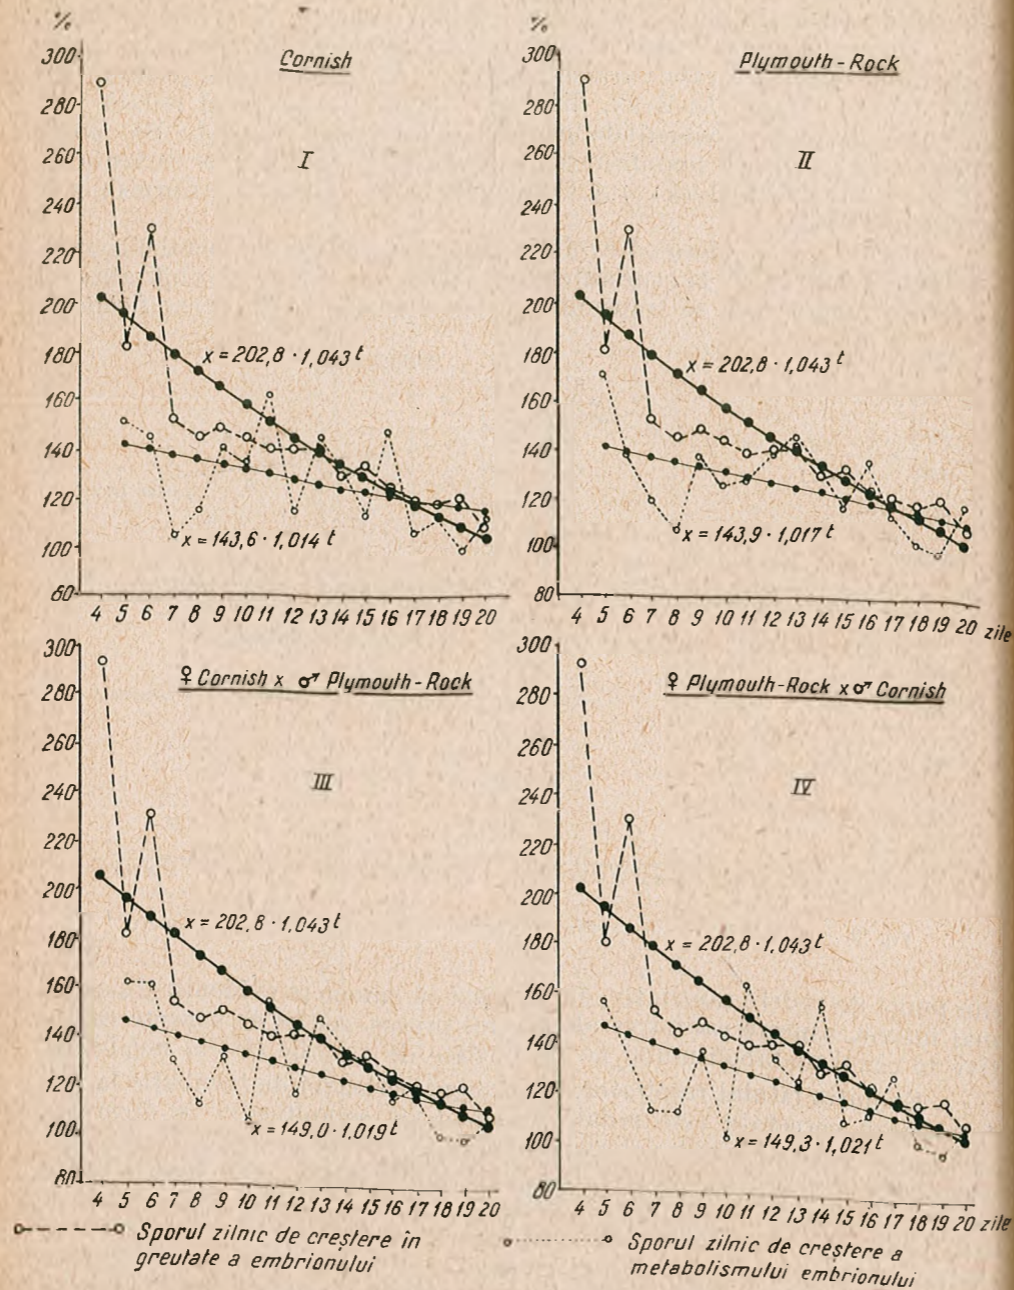 %
300
280
260
240
220
200
180
160
140
120
100
80
Cornish
I
x = 202,8 · 1,043 t
x = 143,6 · 1,014 t
4 5 6 7 8 9 10 11 12 13 14 15 16 17 18 19 20
%
300
280
260
240
220
200
180
160
140
120
100
80
Plymouth-Rock
II
x = 202,8 · 1,043 t
x = 143,9 · 1,017 t
4 5 6 7 8 9 10 11 12 13 14 15 16 17 18 19 20 zile
300
280
260
240
220
200
180
160
140
120
100
80
♀ Cornish x ♂ Plymouth-Rock
III
x = 202,8 · 1,043 t
x = 149,0 · 1,019 t
4 5 6 7 8 9 10 11 12 13 14 15 16 17 18 19 20
300
280
260
240
220
200
180
160
140
120
100
80
♀ Plymouth-Rock x ♂ Cornish
IV
x = 202,8 · 1,043 t
x = 149,3 · 1,021 t
4 5 6 7 8 9 10 11 12 13 14 15 16 17 18 19 20 zile
Sporul zilnic de creștere în
greutate a embrionului
Sporul zilnic de creștere a
metabolismului embrionului